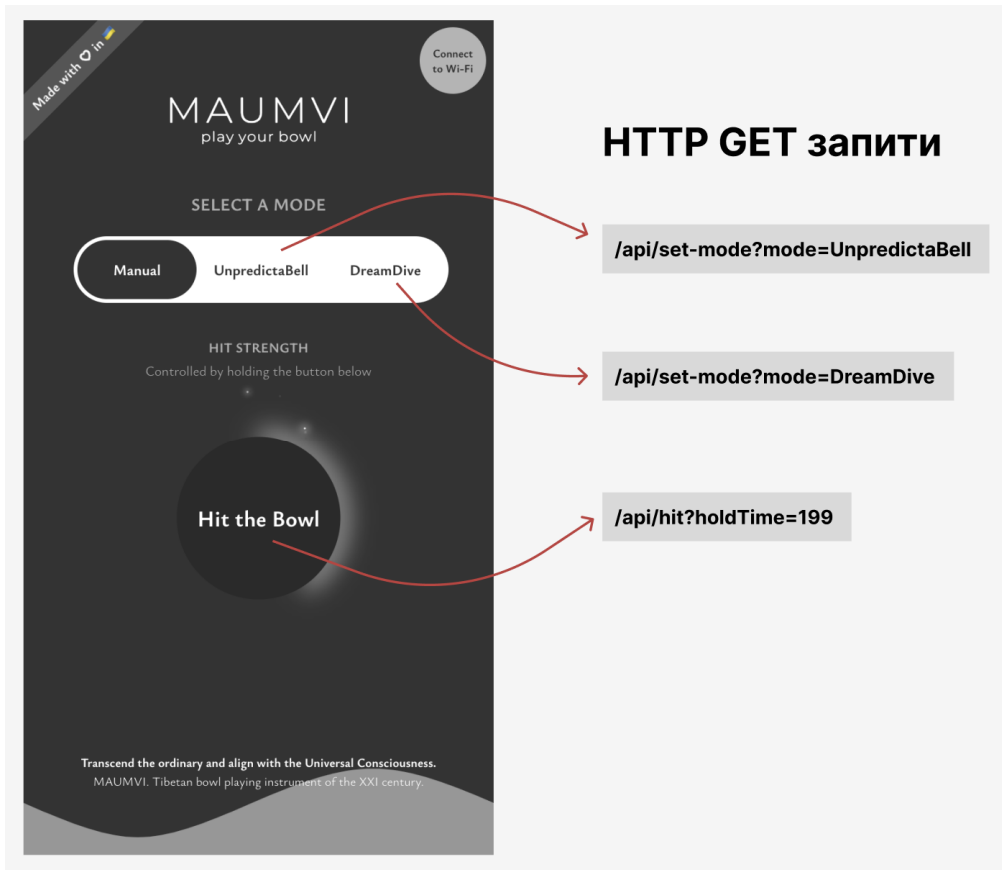 Made with in
Connect
to Wi-Fi
MAUMVI
play your bowl
SELECT A MODE
Manual
UnpredictaBell
DreamDive
HIT STRENGTH
Controlled by holding the button below
Hit the Bowl
Transcend the ordinary and align with the Universal Consciousness.
MAUMVI. Tibetan bowl playing instrument of the XXI century.
HTTP GET запити
/api/set-mode?mode=UnpredictaBell
/api/set-mode?mode=DreamDive
/api/hit?holdTime=199